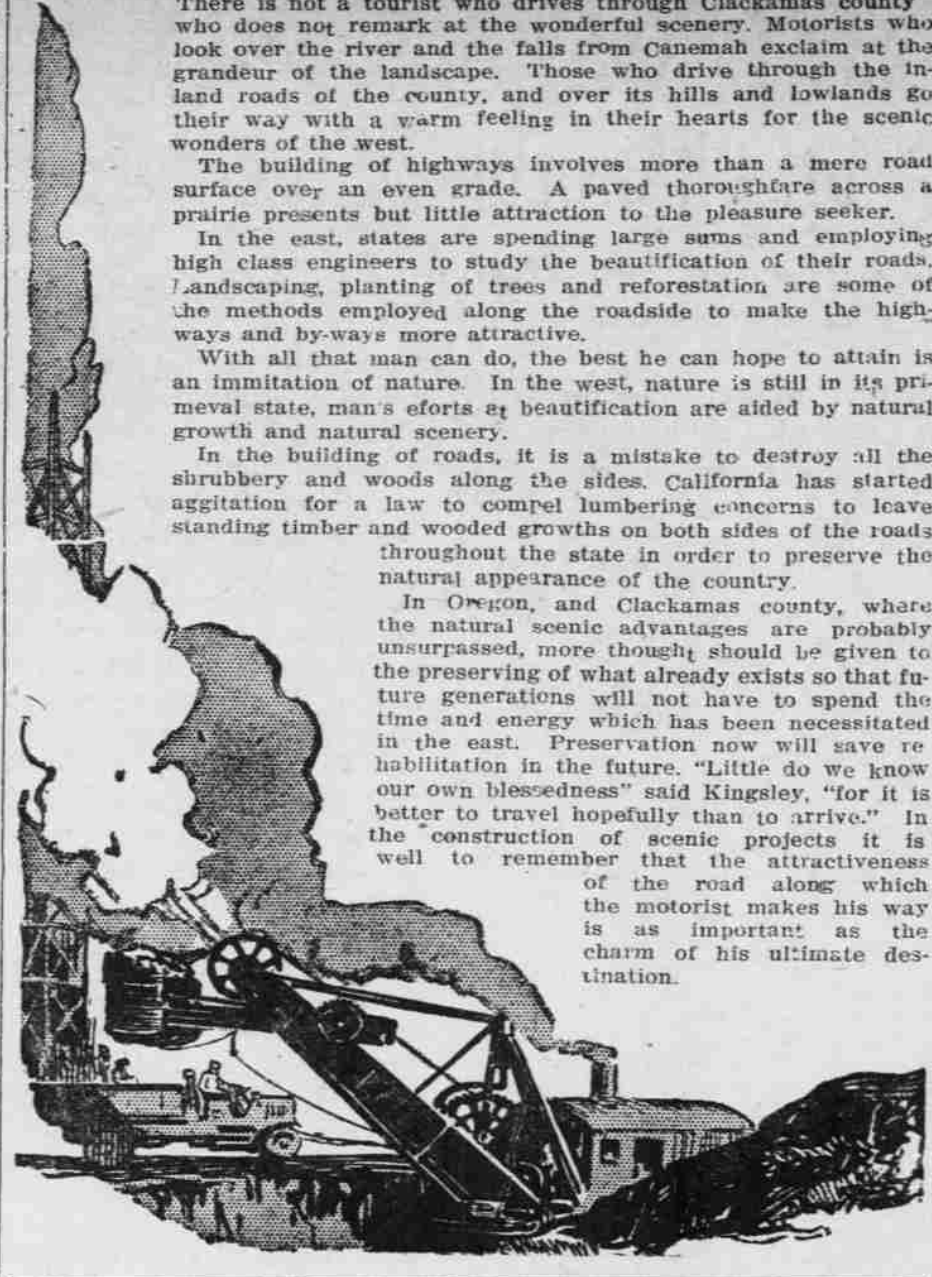 There is not a tourist who drives through Clackamas county
who does not remark at the wonderful scenery. Motorists who
look over the river and the falls from Canemah exclaim at the
grandeur of the landscape. Those who drive through the in-
land roads of the county, and over its hills and lowlands go
their way with a warm feeling in their hearts for the scenic
wonders of the west.
The building of highways involves more than a mere road
surface over an even grade. A paved thoroughfare across a
prairie presents but little attraction to the pleasure seeker.
In the east, states are spending large sums and employing
high class engineers to study the beautification of their roads.
Landscaping, planting of trees and reforestation are some of
the methods employed along the roadside to make the high-
ways and by-ways more attractive.
With all that man can do, the best he can hope to attain is
an immitation of nature. In the west, nature is still in its pri-
meval state, man's eforts at beautification are aided by natural
growth and natural scenery.
In the building of roads, it is a mistake to destroy all the
shrubbery and woods along the sides. California has started
aggitation for a law to compel lumbering concerns to leave
standing timber and wooded growths on both sides of the roads
throughout the state in order to preserve the
natural appearance of the country.
In Oregon, and Clackamas county, where
the natural scenic advantages are probably
unsurpassed, more thought should be given to
the preserving of what already exists so that fu-
ture generations will not have to spend the
time and energy which has been necessitated
in the east. Preservation now will save re
habilitation in the future. "Little do we know
our own blessedness" said Kingsley, "for it is
better to travel hopefully than to arrive." In
the construction of scenic projects it is
well to remember that the attractiveness
of the road along which
the motorist makes his way
is as important as the
charm of his ultimate des-
tination.